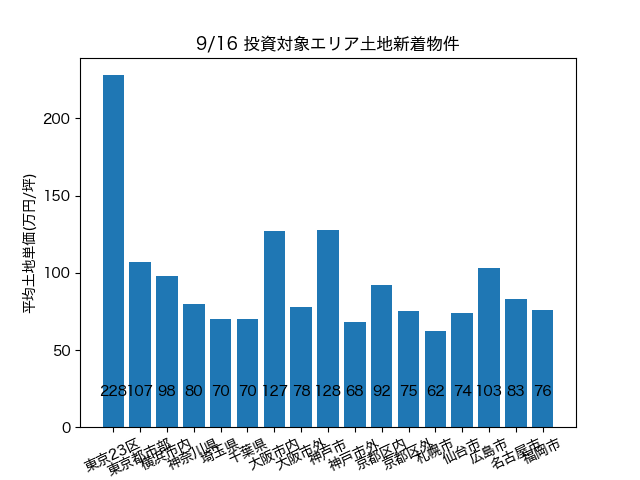 9/16 投資対象エリア土地新着物件
平均土地単価(万円/坪)
200
150
100
50
0
228 107 98 80 70 70 127 78 128 68 92 75 62 74 103 83 76
東京23区
東京都市部
横浜市内
神奈川県
埼玉県
千葉県
大阪市内
大阪市外
神戸市
神戸市外
京都区内
京都区外
札幌市
仙台市
広島市
名古屋市
福岡市